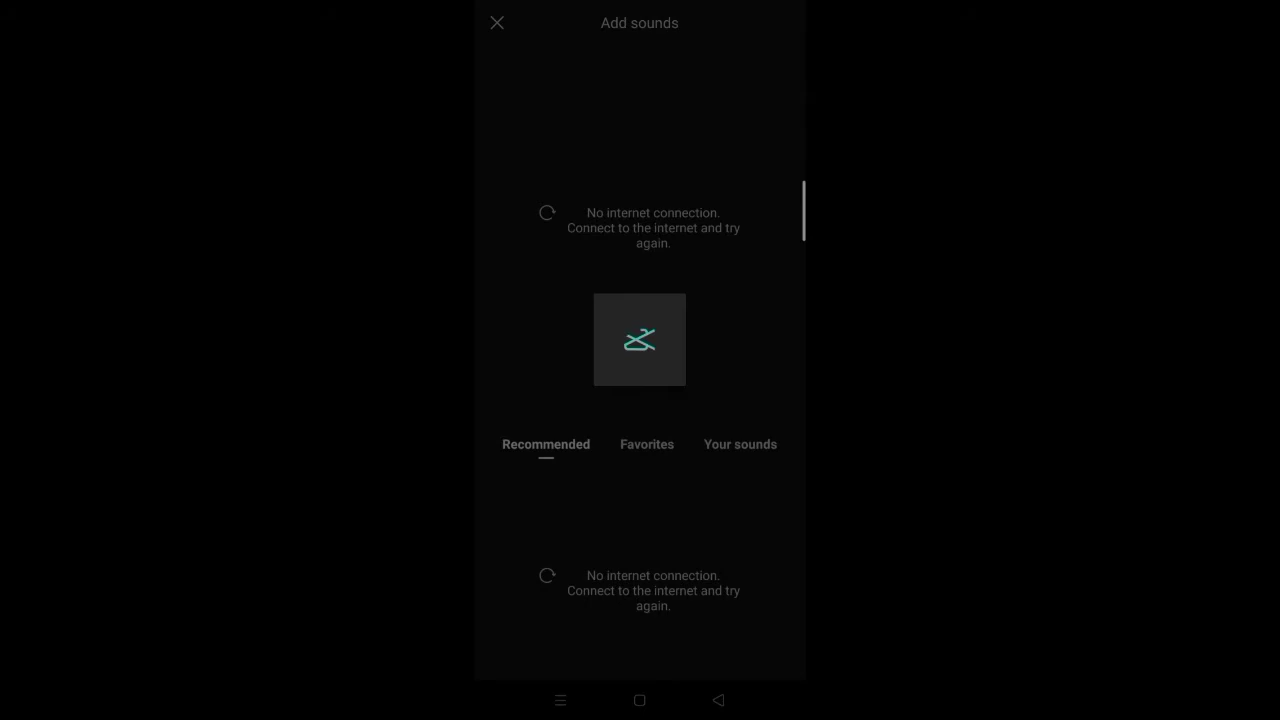 Add sounds
No internet connection.
Connect to the internet and try
again.
Recommended Favorites Your sounds
No internet connection.
Connect to the internet and try
again.